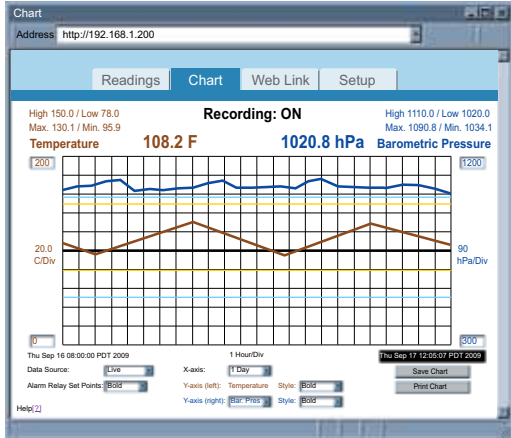 Chart
Address http://192.168.1.200
Readings Chart Web Link Setup
High 150.0 / Low 78.0 Recording: ON High 1110.0 / Low 1020.0
Max. 130.1 / Min. 95.9 Max. 1090.8 / Min. 1034.1
Temperature 108.2 F 1020.8 hPa Barometric Pressure
200 1200
20.0 90
C/Div hPa/Div
0 300
Thu Sep 16 08:00:00 PDT 2009 1 Hour/Div Thu Sep 17 12:05:07 PDT 2009
Data Source: Live X-axis: 1 Day Save Chart
Alarm Relay Set Points: Bold Y-axis (left): Temperature Style: Bold Print Chart
Y-axis (right): Bar. Pres Style: Bold
Help[?]